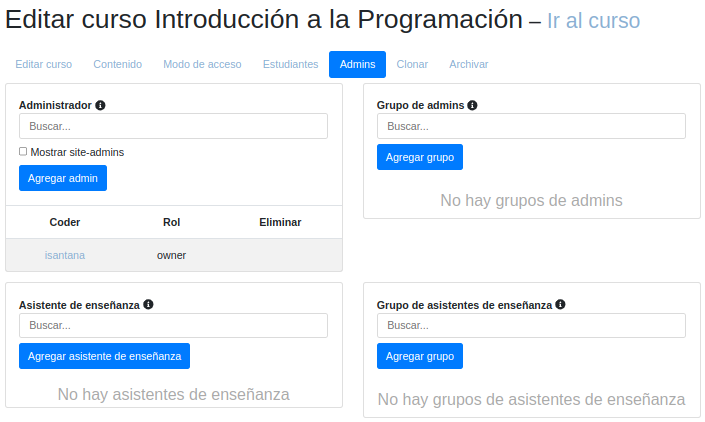 Editar curso Introducción a la Programación – Ir al curso
Editar curso Contenido Modo de acceso Estudiantes Admins Clonar Archivar
Administrador
Buscar...
Mostrar site-admins
Agregar admin
Coder Rol Eliminar
isantana owner
Grupo de admins
Buscar...
Agregar grupo
No hay grupos de admins
Asistente de enseñanza
Buscar...
Agregar asistente de enseñanza
No hay asistentes de enseñanza
Grupo de asistentes de enseñanza
Buscar...
Agregar grupo
No hay grupos de asistentes de enseñanza